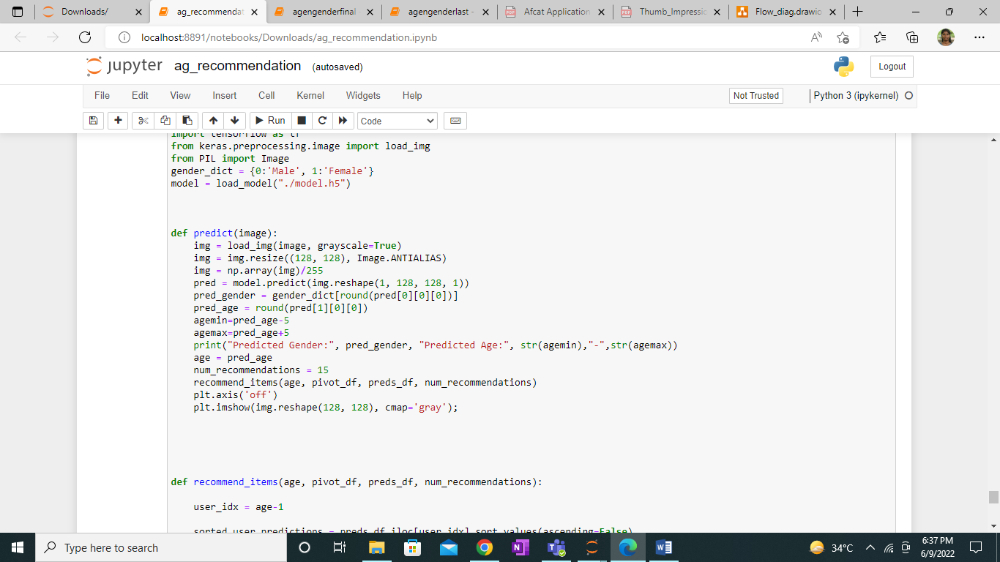 Downloads/
ag_recommendat
agengenderfinal -
agengenderlast -
Afcat Application
Thumb_Impressic
Flow_diag.drawio
localhost:8891/notebooks/Downloads/ag_recommendation.ipynb
jupyter ag_recommendation (autosaved)
Logout
File Edit View Insert Cell Kernel Widgets Help
Not Trusted
Python 3 (ipykernel)
Run
Code
import tensorflow as tf
from keras.preprocessing.image import load_img
from PIL import Image
gender_dict = {0:'Male', 1:'Female'}
model = load_model("./model.h5")
def predict(image):
img = load_img(image, grayscale=True)
img = img.resize((128, 128), Image.ANTIALIAS)
img = np.array(img)/255
pred = model.predict(img.reshape(1, 128, 128, 1))
pred_gender = gender_dict[round(pred[0][0][0])]
pred_age = round(pred[1][0][0])
agemin=pred_age-5
agemax=pred_age+5
print("Predicted Gender:", pred_gender, "Predicted Age:", str(agemin),"-",str(agemax))
age = pred_age
num_recommendations = 15
recommend_items(age, pivot_df, preds_df, num_recommendations)
plt.axis('off')
plt.imshow(img.reshape(128, 128), cmap='gray');
def recommend_items(age, pivot_df, preds_df, num_recommendations):
user_idx = age-1
sorted_user_predictions = preds_df.iloc[user_idx].sort_values(ascending=False)
Type here to search
34°C
6:37 PM
6/9/2022